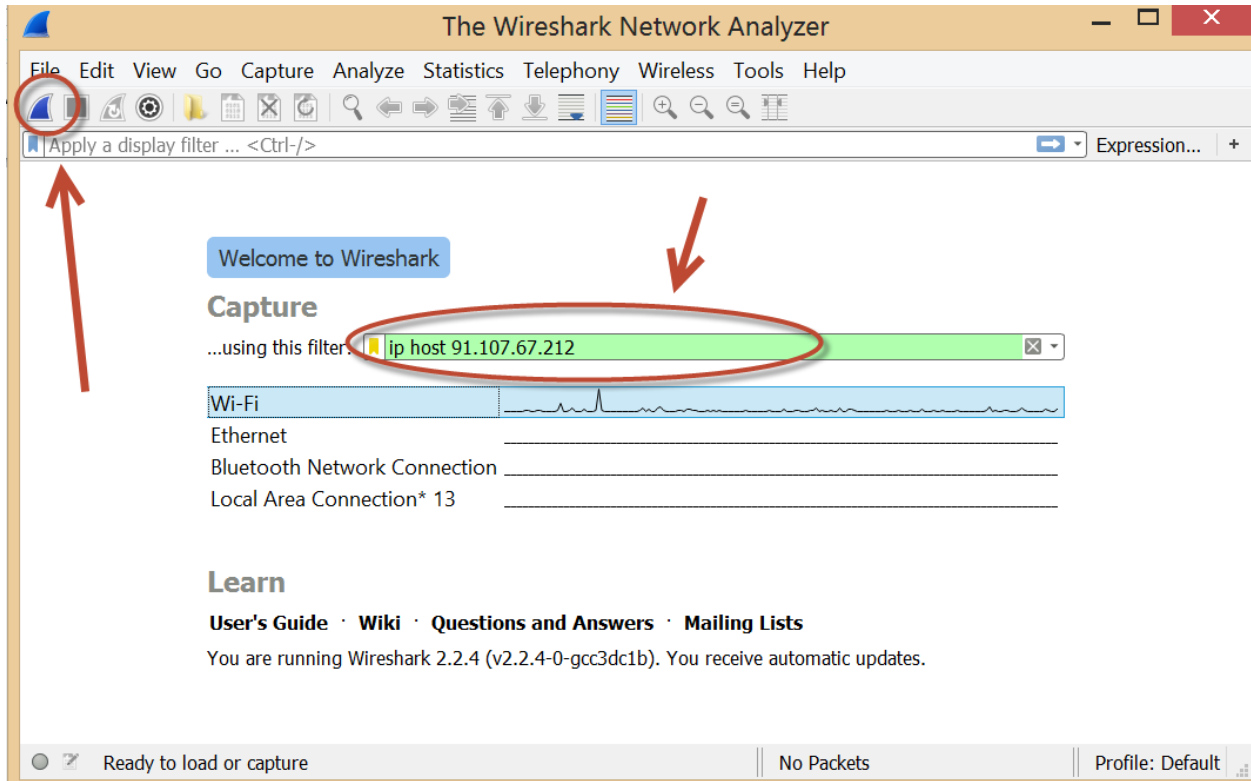 The Wireshark Network Analyzer
File Edit View Go Capture Analyze Statistics Telephony Wireless Tools Help
Apply a display filter ... <Ctrl-/> Expression... +
Welcome to Wireshark
Capture
...using this filter: ip host 91.107.67.212
Wi-Fi
Ethernet
Bluetooth Network Connection
Local Area Connection* 13
Learn
User's Guide · Wiki · Questions and Answers · Mailing Lists
You are running Wireshark 2.2.4 (v2.2.4-0-gcc3dc1b). You receive automatic updates.
Ready to load or capture No Packets Profile: Default